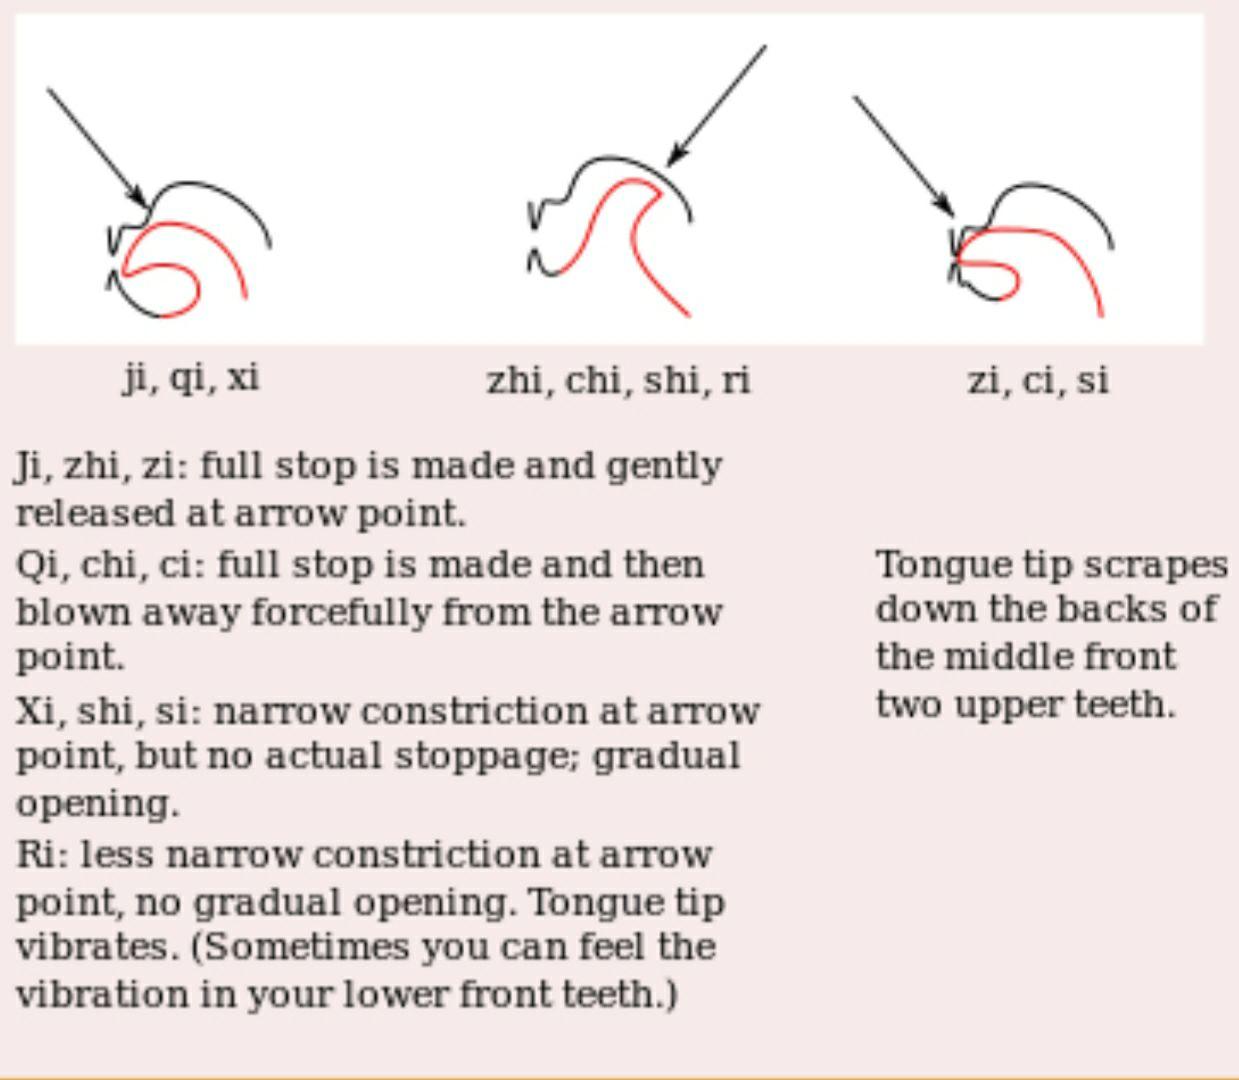 ji, qi, xi
zhi, chi, shi, ri
zi, ci, si
Ji, zhi, zi: full stop is made and gently
released at arrow point.
Qi, chi, ci: full stop is made and then
blown away forcefully from the arrow
point.
Xi, shi, si: narrow constriction at arrow
point, but no actual stoppage; gradual
opening.
Ri: less narrow constriction at arrow
point, no gradual opening. Tongue tip
vibrates. (Sometimes you can feel the
vibration in your lower front teeth.)
Tongue tip scrapes
down the backs of
the middle front
two upper teeth.